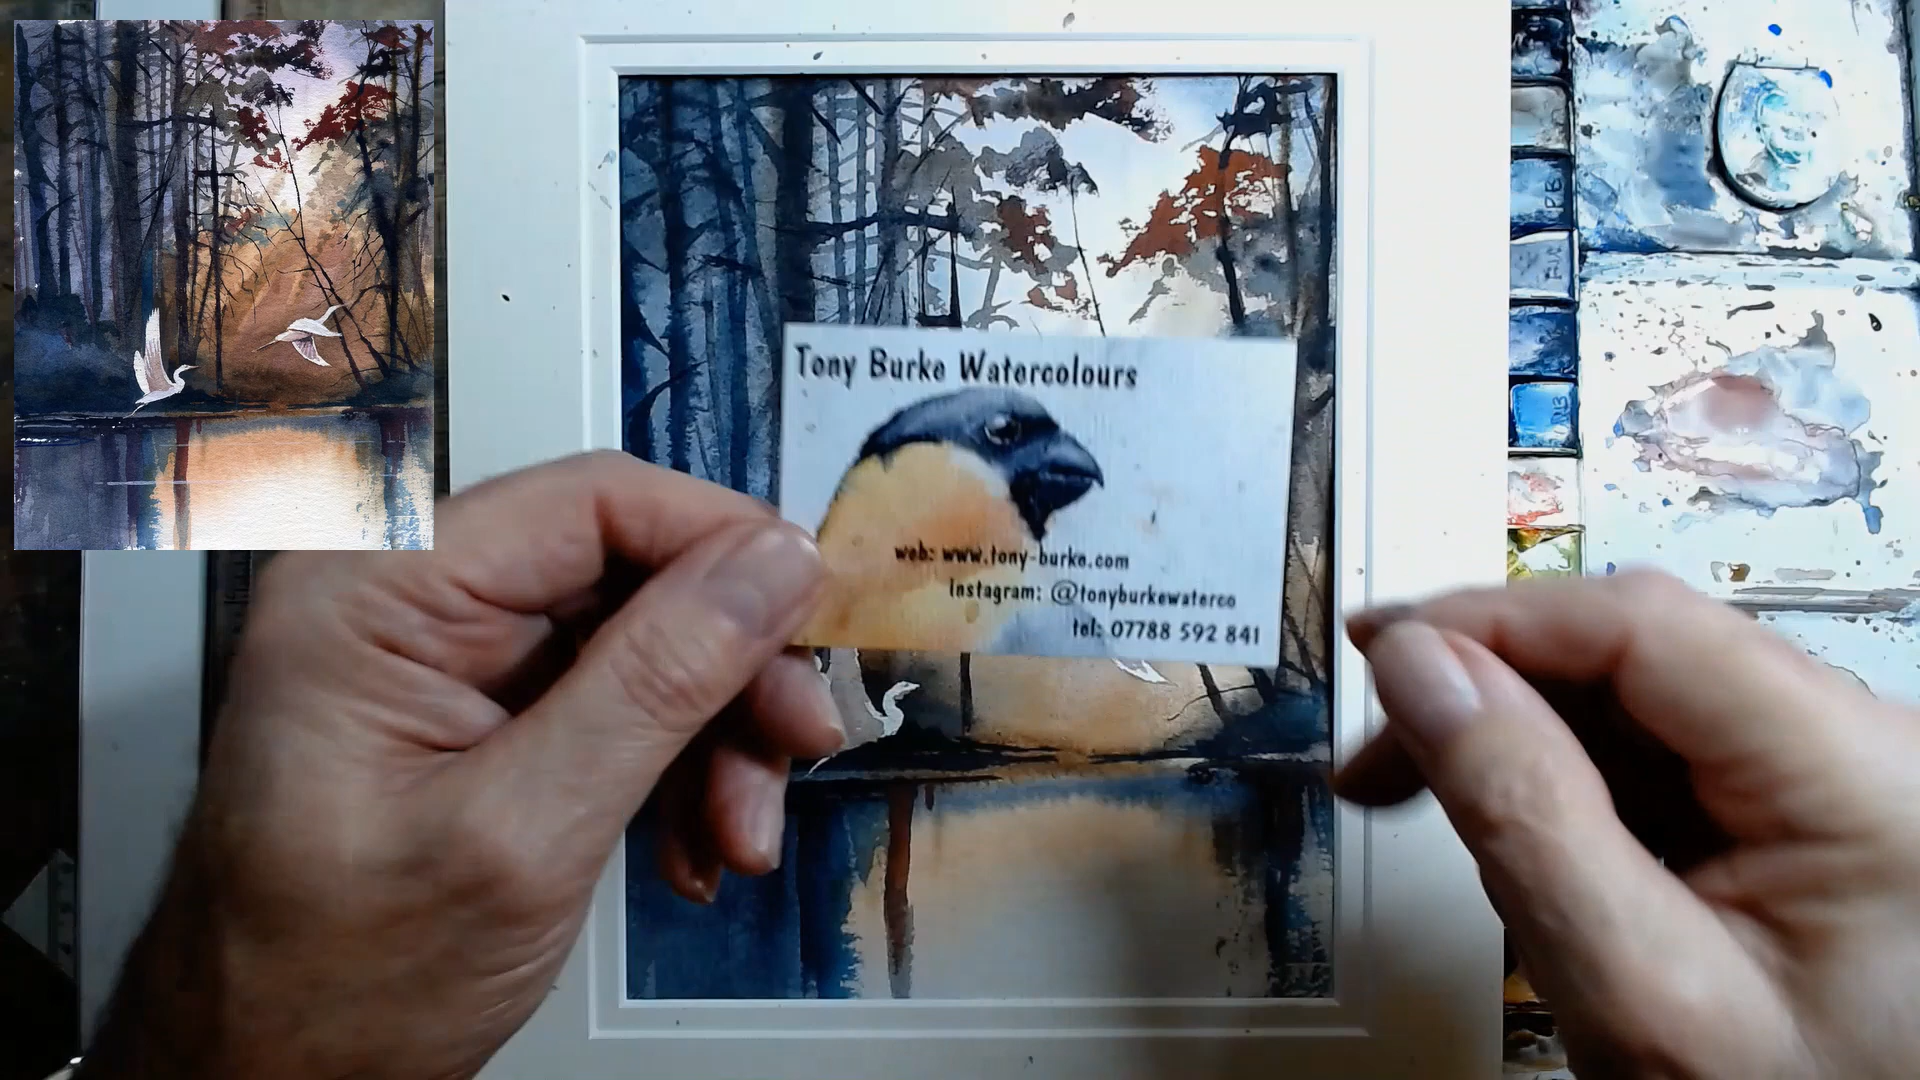 Tony Burke Watercolours
web: www.tony-burke.com
Instagram: @tonyburkewaterco
tel: 07788 592 841